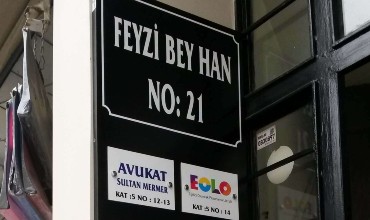 FEYZİ BEY HAN
NO: 21
AVUKAT
SULTAN MERMER
KAT :5 NO : 12-13
EOLO
KAT :5 NO : 14